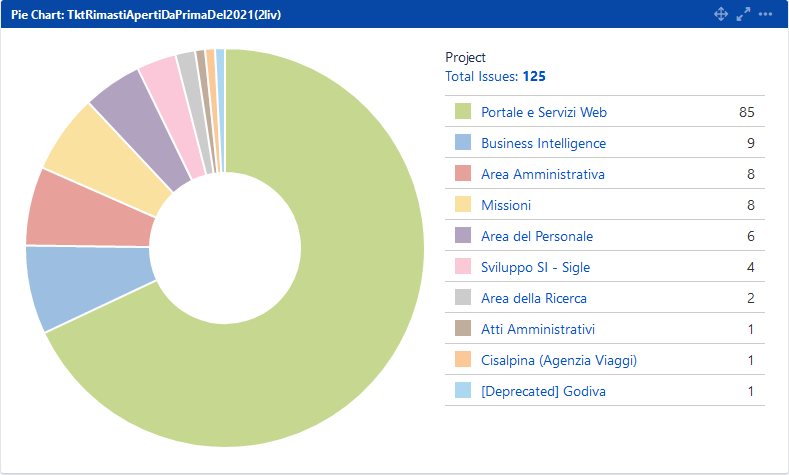 Pie Chart: TktRimastiApertiDaPrimaDel2021(2liv)
Project
Total Issues: 125
Portale e Servizi Web 85
Business Intelligence 9
Area Amministrativa 8
Missioni 8
Area del Personale 6
Sviluppo SI - Sigle 4
Area della Ricerca 2
Atti Amministrativi 1
Cisalpina (Agenzia Viaggi) 1
[Deprecated] Godiva 1